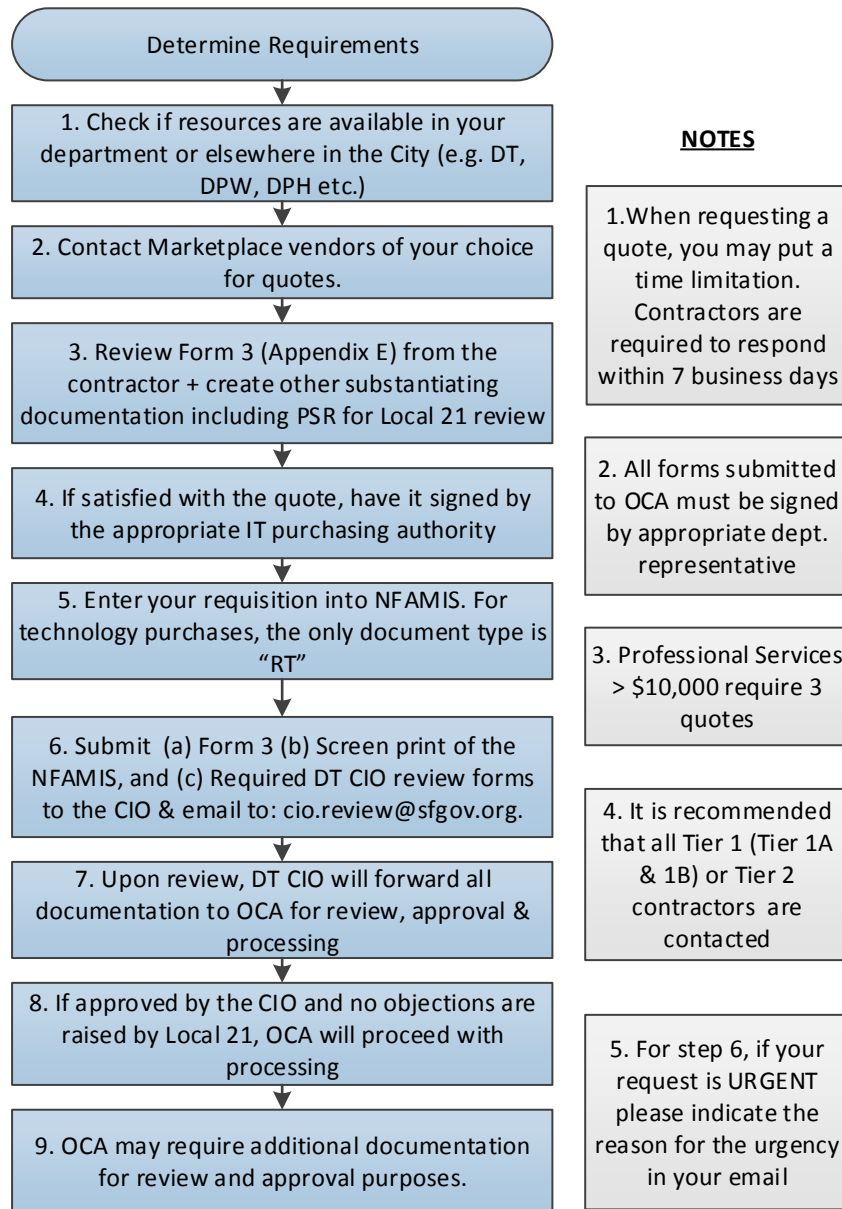 Determine Requirements
1. Check if resources are available in your
department or elsewhere in the City (e.g. DT,
DPW, DPH etc.)
2. Contact Marketplace vendors of your choice
for quotes.
3. Review Form 3 (Appendix E) from the
contractor + create other substantiating
documentation including PSR for Local 21 review
4. If satisfied with the quote, have it signed by
the appropriate IT purchasing authority
5. Enter your requisition into NFAMIS. For
technology purchases, the only document type is
“RT”
6. Submit (a) Form 3 (b) Screen print of the
NFAMIS, and (c) Required DT CIO review forms
to the CIO & email to: cio.review@sfgov.org.
7. Upon review, DT CIO will forward all
documentation to OCA for review, approval &
processing
8. If approved by the CIO and no objections are
raised by Local 21, OCA will proceed with
processing
9. OCA may require additional documentation
for review and approval purposes.
NOTES
1.When requesting a
quote, you may put a
time limitation.
Contractors are
required to respond
within 7 business days
2. All forms submitted
to OCA must be signed
by appropriate dept.
representative
3. Professional Services
> $10,000 require 3
quotes
4. It is recommended
that all Tier 1 (Tier 1A
& 1B) or Tier 2
contractors are
contacted
5. For step 6, if your
request is URGENT
please indicate the
reason for the urgency
in your email